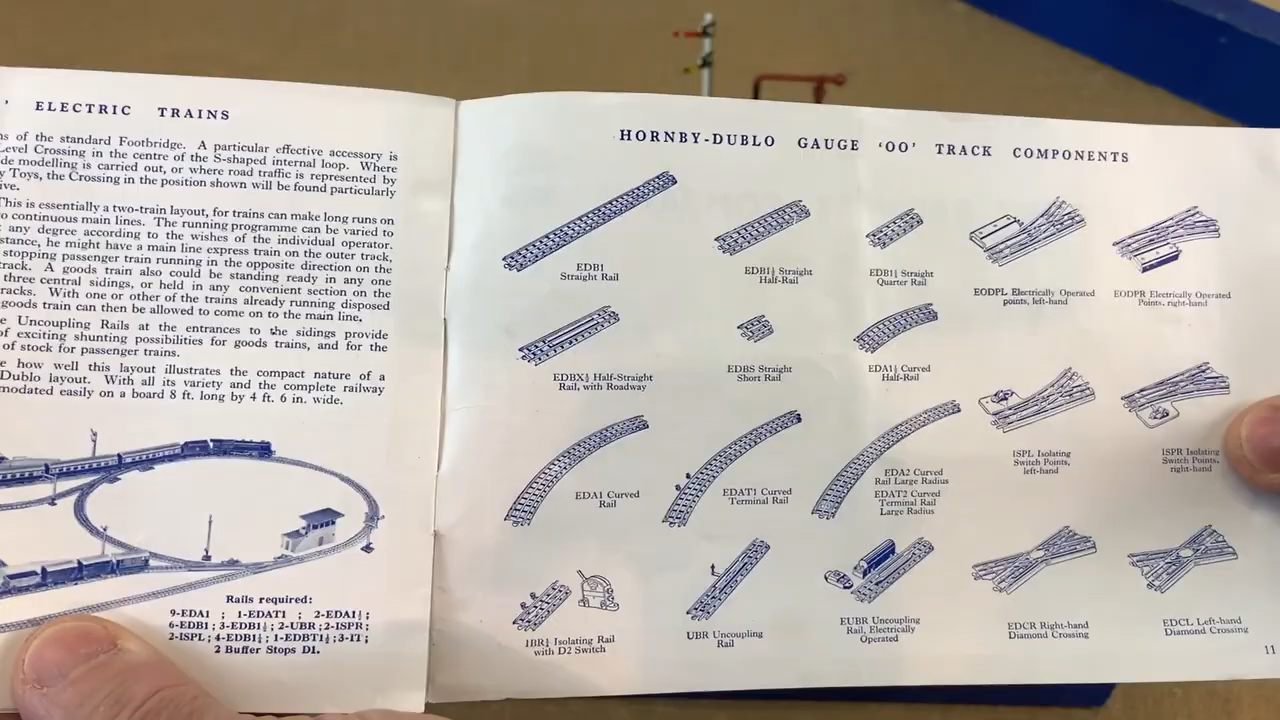 ' ELECTRIC TRAINS
of the standard Footbridge. A particular effective accessory is
Level Crossing in the centre of the S-shaped internal loop. Where
modelling is carried out, or where road traffic is represented by
Toys, the Crossing in the position shown will be found particularly
This is essentially a two-train layout, for trains can make long runs on
continuous main lines. The running programme can be varied to
any degree according to the wishes of the individual operator.
he might have a main line express train on the outer track,
stopping passenger train running in the opposite direction on the
track. A goods train also could be standing ready in any one
three central sidings, or held in any convenient section on the
With one or other of the trains already running disposed
goods train can then be allowed to come on to the main line.
Uncoupling Rails at the entrances to the sidings provide
of exciting shunting possibilities for goods trains, and for the
of stock for passenger trains.
how well this layout illustrates the compact nature of a
Dublo layout. With all its variety and the complete railway
easily on a board 8 ft. long by 4 ft. 6 in. wide.
Rails required:
9-EDA1 ; 1-EDAT1 ; 2-EDA1½ ;
6-EDB1 ; 3-EDB1½ ; 2-UBR ; 2-ISPR ;
2-ISPL ; 4-EDB1¼ ; 1-EDBT1½ ; 3-IT ;
2 Buffer Stops D1.
HORNBY-DUBLO GAUGE 'OO' TRACK COMPONENTS
EDB1
Straight Rail
EDB1½ Straight
Half-Rail
EDB1¼ Straight
Quarter Rail
EODPL Electrically Operated
points, left-hand
EODPR Electrically Operated
Points, right-hand
EDBX½ Half-Straight
Rail, with Roadway
EDBS Straight
Short Rail
EDA1½ Curved
Half-Rail
ISPL Isolating
Switch Points,
left-hand
ISPR Isolating
Switch Points,
right-hand
EDA1 Curved
Rail
EDAT1 Curved
Terminal Rail
EDA2 Curved
Rail Large Radius
EDAT2 Curved
Terminal Rail
Large Radius
IBR½ Isolating Rail
with D2 Switch
UBR Uncoupling
Rail
EUBR Uncoupling
Rail, Electrically
Operated
EDCR Right-hand
Diamond Crossing
EDCL Left-hand
Diamond Crossing
11